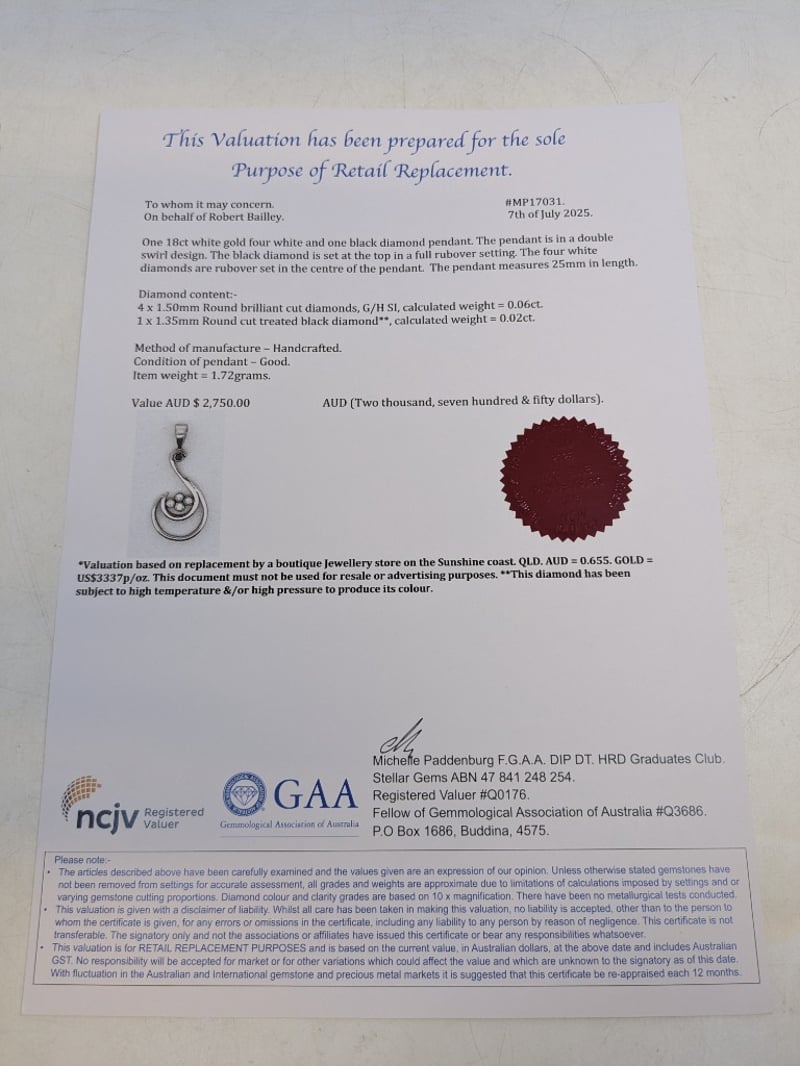 This Valuation has been prepared for the sole
Purpose of Retail Replacement.
To whom it may concern.
On behalf of Robert Bailley.
#MP17031.
7th of July 2025.
One 18ct white gold four white and one black diamond pendant. The pendant is in a double
swirl design. The black diamond is set at the top in a full rubover setting. The four white
diamonds are rubover set in the centre of the pendant. The pendant measures 25mm in length.
Diamond content:-
4 x 1.50mm Round brilliant cut diamonds, G/H SI, calculated weight = 0.06ct.
1 x 1.35mm Round cut treated black diamond**, calculated weight = 0.02ct.
Method of manufacture – Handcrafted.
Condition of pendant – Good.
Item weight = 1.72grams.
Value AUD $ 2,750.00
AUD (Two thousand, seven hundred & fifty dollars).
*Valuation based on replacement by a boutique Jewellery store on the Sunshine coast. QLD. AUD = 0.655. GOLD =
US$3337p/oz. This document must not be used for resale or advertising purposes. **This diamond has been
subject to high temperature &/or high pressure to produce its colour.
Michelle Paddenburg F.G.A.A. DIP DT. HRD Graduates Club.
Stellar Gems ABN 47 841 248 254.
Registered Valuer #Q0176.
Fellow of Gemmological Association of Australia #Q3686.
P.O Box 1686, Buddina, 4575.
ncjv Registered
Valuer
GAA
Gemmological Association of Australia
Please note:-
• The articles described above have been carefully examined and the values given are an expression of our opinion. Unless otherwise stated gemstones have
not been removed from settings for accurate assessment, all grades and weights are approximate due to limitations of calculations imposed by settings and or
varying gemstone cutting proportions. Diamond colour and clarity grades are based on 10 x magnification. There have been no metallurgical tests conducted.
• This valuation is given with a disclaimer of liability. Whilst all care has been taken in making this valuation, no liability is accepted, other than to the person to
whom the certificate is given, for any errors or omissions in the certificate, including any liability to any person by reason of negligence. This certificate is not
transferable. The signatory only and not the associations or affiliates have issued this certificate or bear any responsibilities whatsoever.
• This valuation is for RETAIL REPLACEMENT PURPOSES and is based on the current value, in Australian dollars, at the above date and includes Australian
GST. No responsibility will be accepted for market or for other variations which could affect the value and which are unknown to the signatory as of this date.
With fluctuation in the Australian and International gemstone and precious metal markets it is suggested that this certificate be re-appraised each 12 months.